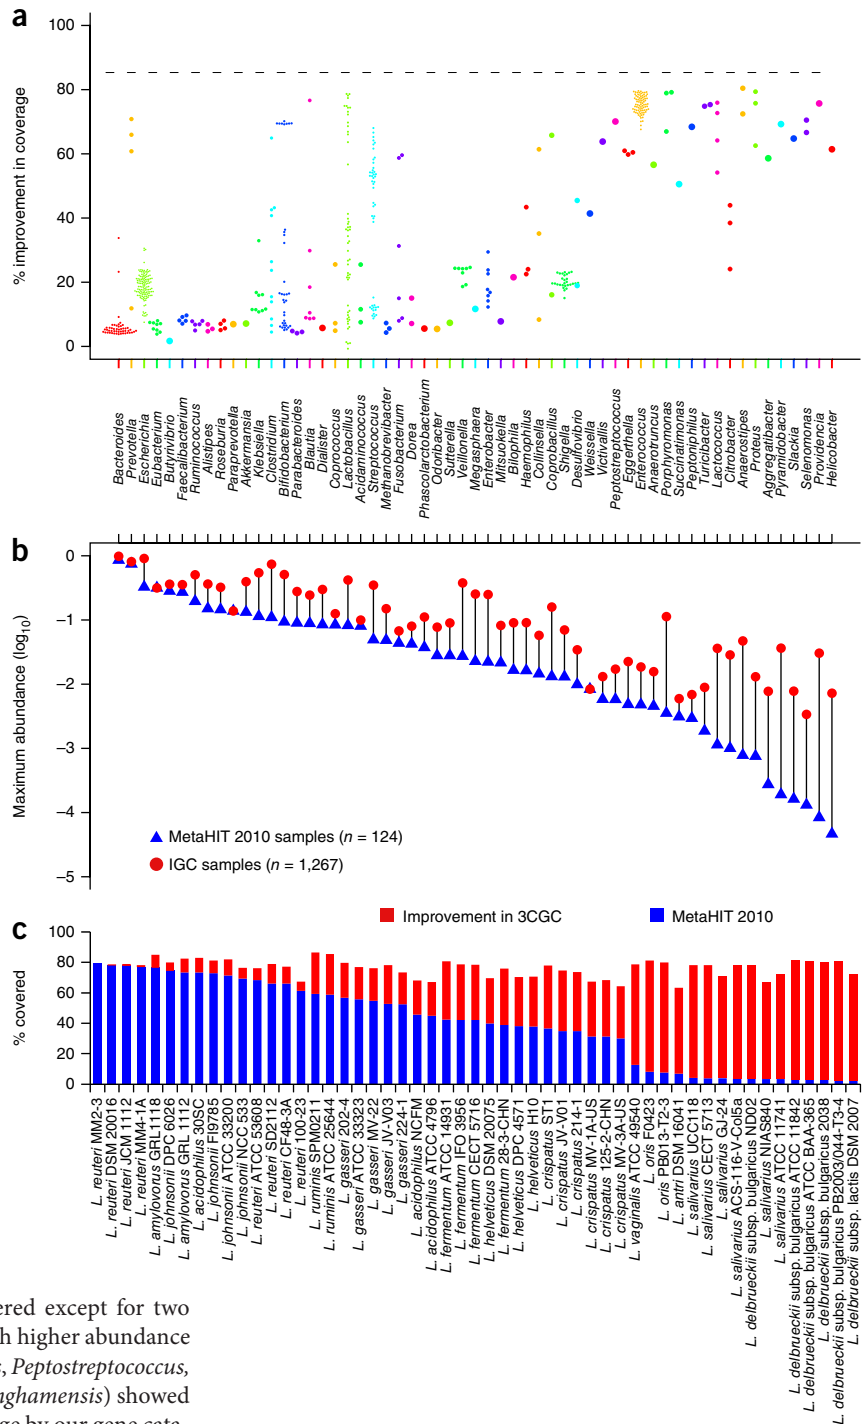 a
100
80
60
40
20
0
% improvement in coverage
Bacteroides
Prevotella
Escherichia
Eubacterium
Butyrivibrio
Faecalibacterium
Ruminococcus
Alistipes
Roseburia
Paraprevotella
Akkermansia
Klebsiella
Clostridium
Bifidobacterium
Parabacteroides
Blautia
Dialister
Coprococcus
Lactobacillus
Acidaminococcus
Streptococcus
Methanobrevibacter
Fusobacterium
Dorea
Phascolarctobacterium
Odoribacter
Sutterella
Veillonella
Megasphaera
Enterobacter
Mitsuokella
Bilophila
Haemophilus
Collinsella
Coprobacillus
Shigella
Desulfovibrio
Weissella
Victivallis
Peptostreptococcus
Eggerthella
Enterococcus
Anaerotruncus
Porphyromonas
Succinatimonas
Peptoniphilus
Turicibacter
Lactococcus
Citrobacter
Anaerostipes
Proteus
Aggregatibacter
Pyramidobacter
Slackia
Selenomonas
Providencia
Helicobacter
b
0
−1
−2
−3
−4
−5
Maximum abundance (log10)
MetaHIT 2010 samples (n = 124)
IGC samples (n = 1,267)
c
Improvement in 3CGC
MetaHIT 2010
100
80
60
40
20
0
% covered
L. reuteri MM2-3
L. reuteri DSM 20016
L. reuteri JCM 1112
L. reuteri MM4-1A
L. amylovorus GRL1118
L. johnsonii DPC 6026
L. amylovorus GRL 1112
L. acidophilus 30SC
L. johnsonii FI9785
L. johnsonii ATCC 33200
L. johnsonii NCC 533
L. reuteri ATCC 53608
L. reuteri SD2112
L. reuteri CF48-3A
L. reuteri 100-23
L. ruminis SPM0211
L. ruminis ATCC 25644
L. gasseri 202-4
L. gasseri ATCC 33323
L. gasseri MV-22
L. gasseri JV-V03
L. gasseri 224-1
L. acidophilus NCFM
L. acidophilus ATCC 4796
L. fermentum ATCC 14931
L. fermentum IFO 3956
L. fermentum CECT 5716
L. helveticus DSM 20075
L. fermentum 28-3-CHN
L. helveticus DPC 4571
L. helveticus H10
L. crispatus ST1
L. crispatus JV-V01
L. crispatus 214-1
L. crispatus MV-1A-US
L. crispatus 125-2-CHN
L. crispatus MV-3A-US
L. vaginalis ATCC 49540
L. oris F0423
L. oris PB013-T2-3
L. antri DSM 16041
L. salivarius UCC118
L. salivarius CECT 5713
L. salivarius GJ-24
L. salivarius ACS-116-V-Col5a
L. delbrueckii subsp. bulgaricus ND02
L. salivarius NIAS840
L. salivarius ATCC 11741
L. delbrueckii subsp. bulgaricus ATCC 11842
L. delbrueckii subsp. bulgaricus ATCC BAA-365
L. delbrueckii subsp. bulgaricus 2038
L. delbrueckii subsp. bulgaricus PB2003/044-T3-4
L. delbrueckii subsp. lactis DSM 2007
ered except for two
h higher abundance
s, Peptostreptococcus,
nghamensis) showed